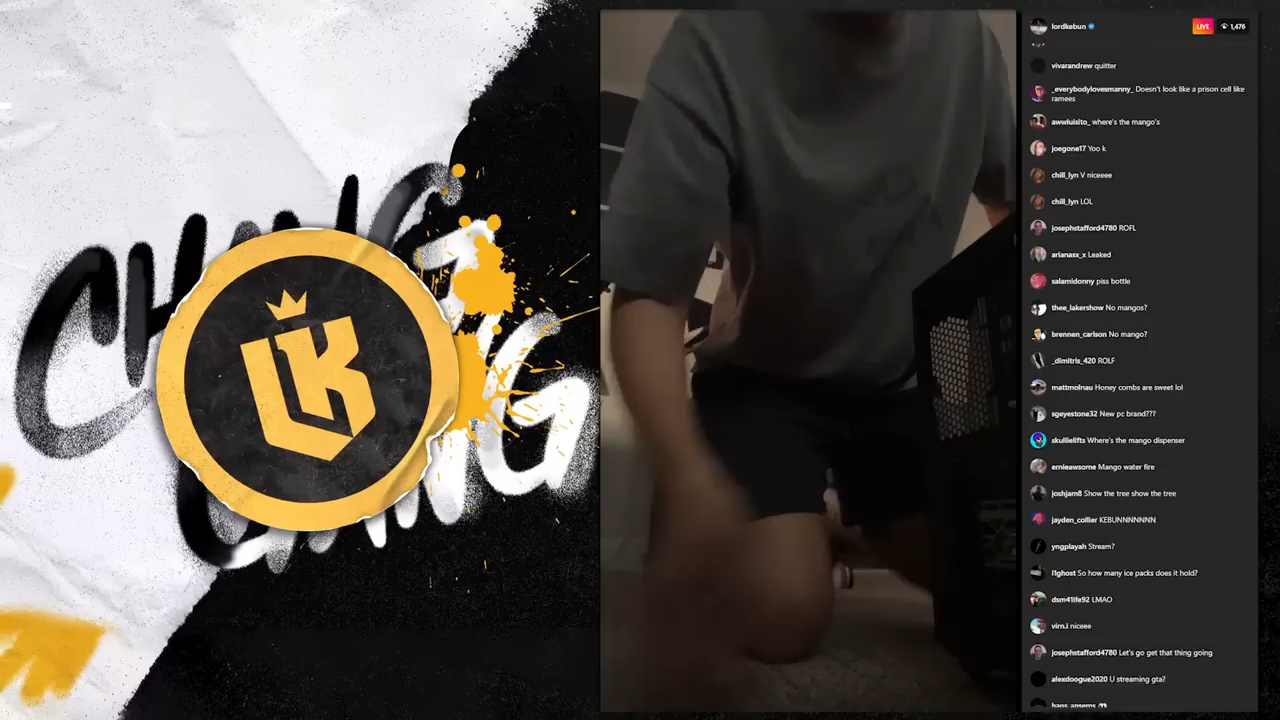 CHANG
GANG
LK
lordkebun
LIVE
1,476
vivarandrew quitter
_everybodylovesmanny_ Doesn't look like a prison cell like
ramees
awwluisito_ where's the mango's
joegone17 Yoo k
chill_lyn V niceeee
chill_lyn LOL
josephstafford4780 ROFL
arianasx_x Leaked
salamidonny piss bottle
thee_lakershow No mangos?
brennen_carlson No mango?
_dimitris_420 ROLF
mattmolnau Honey combs are sweet lol
sgeyestone32 New pc brand???
skullielifts Where's the mango dispenser
ernieawsome Mango water fire
joshjam8 Show the tree show the tree
jayden_collier KEBUNNNNNNN
yngplayah Stream?
i1ghost So how many ice packs does it hold?
dsm41life92 LMAO
virn.i niceee
josephstafford4780 Let's go get that thing going
alexdoogue2020 U streaming gta?